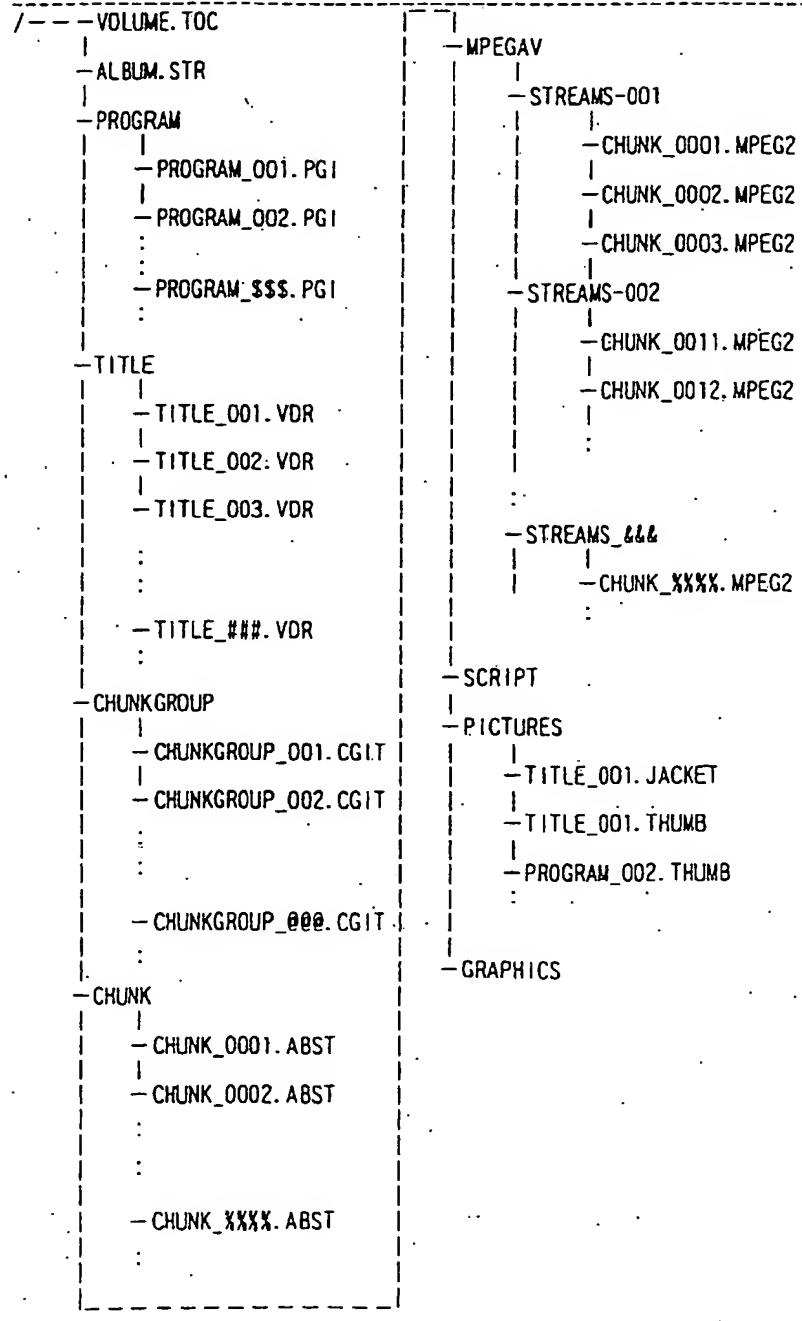 /----VOLUME.TOC
ALBUM.STR
PROGRAM
PROGRAM_001.PGI
PROGRAM_002.PGI
PROGRAM_$$$.PGI
TITLE
TITLE_001.VDR
TITLE_002.VDR
TITLE_003.VDR
TITLE_###.VDR
CHUNKGROUP
CHUNKGROUP_001.CGIT
CHUNKGROUP_002.CGIT
CHUNKGROUP_@@@.CGIT
CHUNK
CHUNK_0001.ABST
CHUNK_0002.ABST
CHUNK_%%%%.ABST
MPEGAV
STREAMS-001
CHUNK_0001.MPEG2
CHUNK_0002.MPEG2
CHUNK_0003.MPEG2
STREAMS-002
CHUNK_0011.MPEG2
CHUNK_0012.MPEG2
STREAMS_&&&
CHUNK_%%%%.MPEG2
SCRIPT
PICTURES
TITLE_001.JACKET
TITLE_001.THUMB
PROGRAM_002.THUMB
GRAPHICS